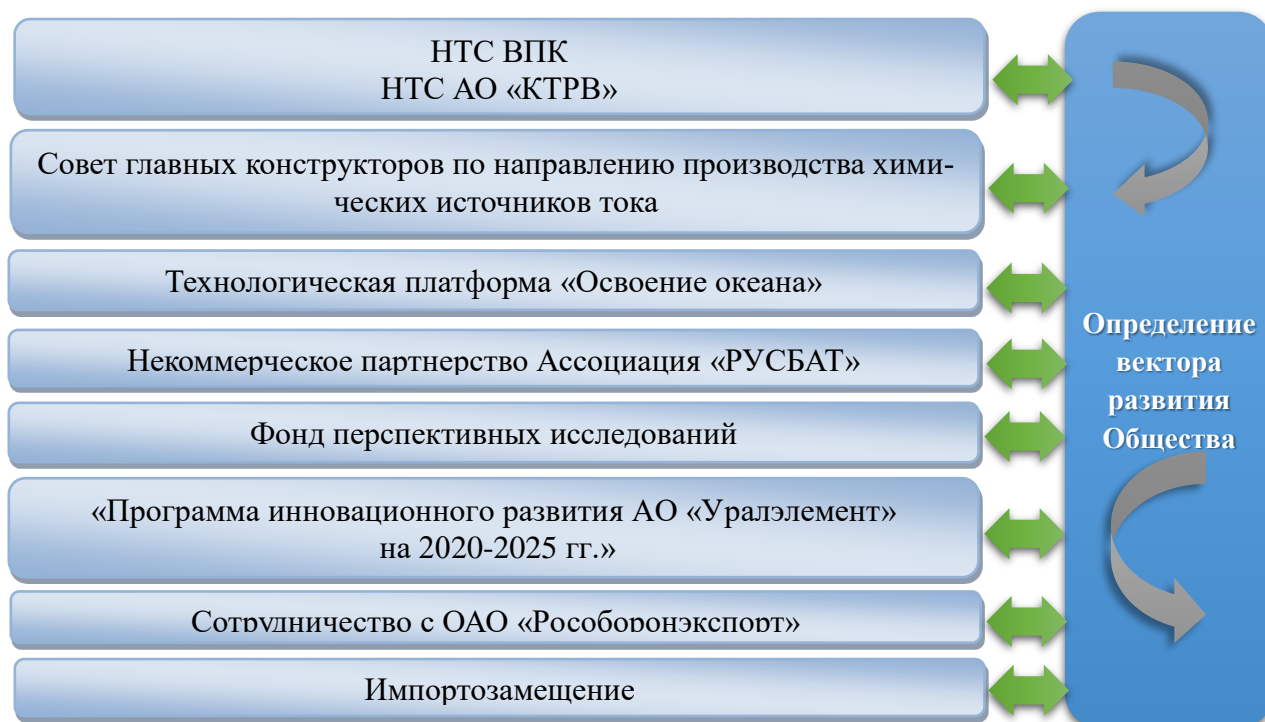 НТС ВПК
НТС АО «КТРВ»
Совет главных конструкторов по направлению производства хими-
ческих источников тока
Технологическая платформа «Освоение океана»
Некоммерческое партнерство Ассоциация «РУСБАТ»
Фонд перспективных исследований
«Программа инновационного развития АО «Уралэлемент»
на 2020-2025 гг.»
Сотрудничество с ОАО «Рособоронэкспорт»
Импортозамещение
Определение
вектора
развития
Общества